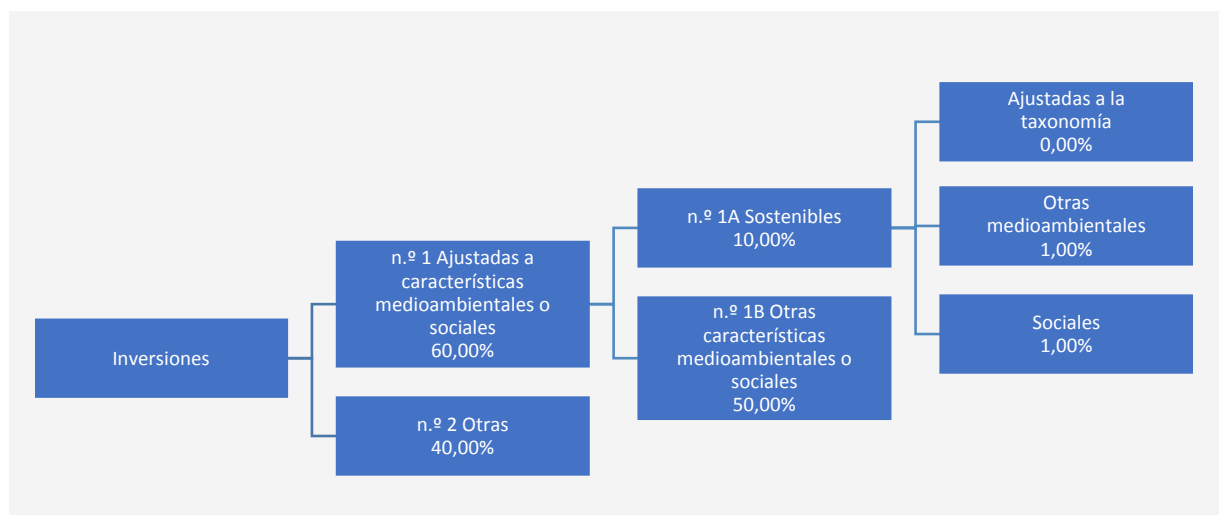 Inversiones
n.º 1 Ajustadas a
características
medioambientales o
sociales
60,00%
n.º 2 Otras
40,00%
n.º 1A Sostenibles
10,00%
n.º 1B Otras
características
medioambientales o
sociales
50,00%
Ajustadas a la
taxonomía
0,00%
Otras
medioambientales
1,00%
Sociales
1,00%